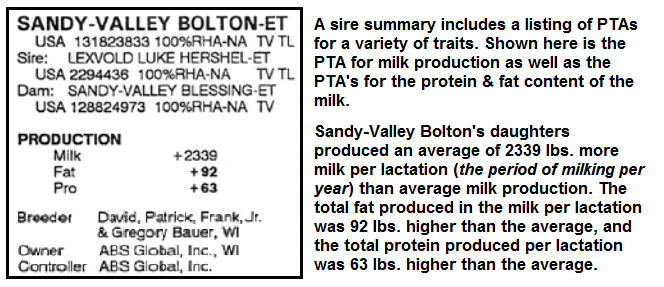 SANDY-VALLEY BOLTON-ET
USA 131823833 100%RHA-NA TV TL
Sire: LEXVOLD LUKE HERSHEL-ET
USA 2294436 100%RHA-NA TV TL
Dam: SANDY-VALLEY BLESSING-ET
USA 128824973 100%RHA-NA TV
PRODUCTION
Milk +2339
Fat +92
Pro +63
Breeder David, Patrick, Frank, Jr.
& Gregory Bauer, WI
Owner ABS Global, Inc., WI
Controller ABS Global, Inc.
A sire summary includes a listing of PTAs
for a variety of traits. Shown here is the
PTA for milk production as well as the
PTA's for the protein & fat content of the
milk.
Sandy-Valley Bolton's daughters
produced an average of 2339 lbs. more
milk per lactation (the period of milking per
year) than average milk production. The
total fat produced in the milk per lactation
was 92 lbs. higher than the average, and
the total protein produced per lactation
was 63 lbs. higher than the average.